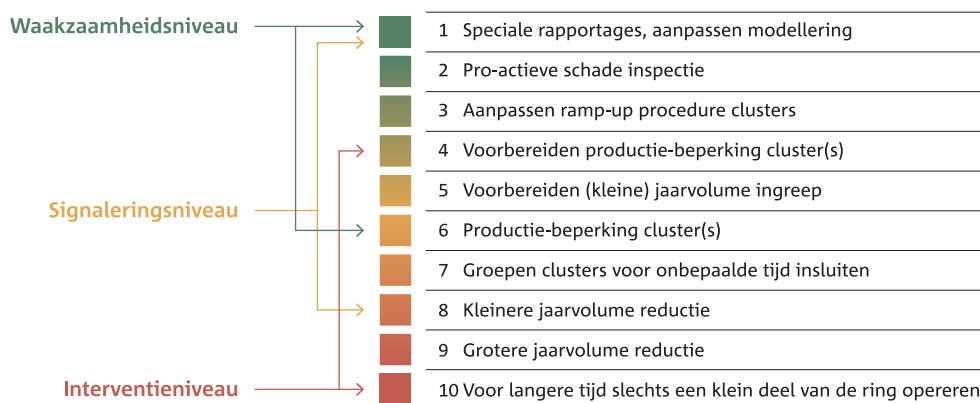 Waakzaamheidsniveau
1 Speciale rapportages, aanpassen modellering
2 Pro-actieve schade inspectie
3 Aanpassen ramp-up procedure clusters
4 Voorbereiden productie-beperking cluster(s)
5 Voorbereiden (kleine) jaarvolume ingreep
Signaleringsniveau
6 Productie-beperking cluster(s)
7 Groepen clusters voor onbepaalde tijd insluiten
8 Kleinere jaarvolume reductie
9 Grotere jaarvolume reductie
Interventieniveau
10 Voor langere tijd slechts een klein deel van de ring opereren